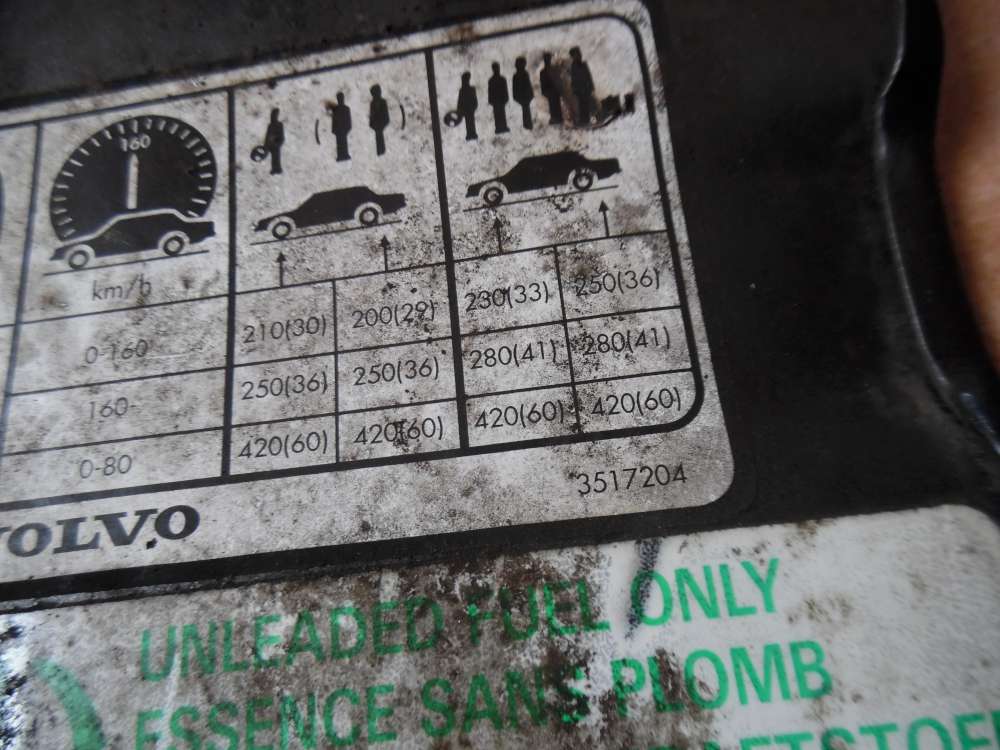 160
km/h
0-160 210(30) 200(29) 230(33) 250(36)
160- 250(36) 250(36) 280(41) 280(41)
0-80 420(60) 420(60) 420(60) 420(60)
3517204
VOLVO
UNLEADED FUEL ONLY
ESSENCE SANS PLOMB